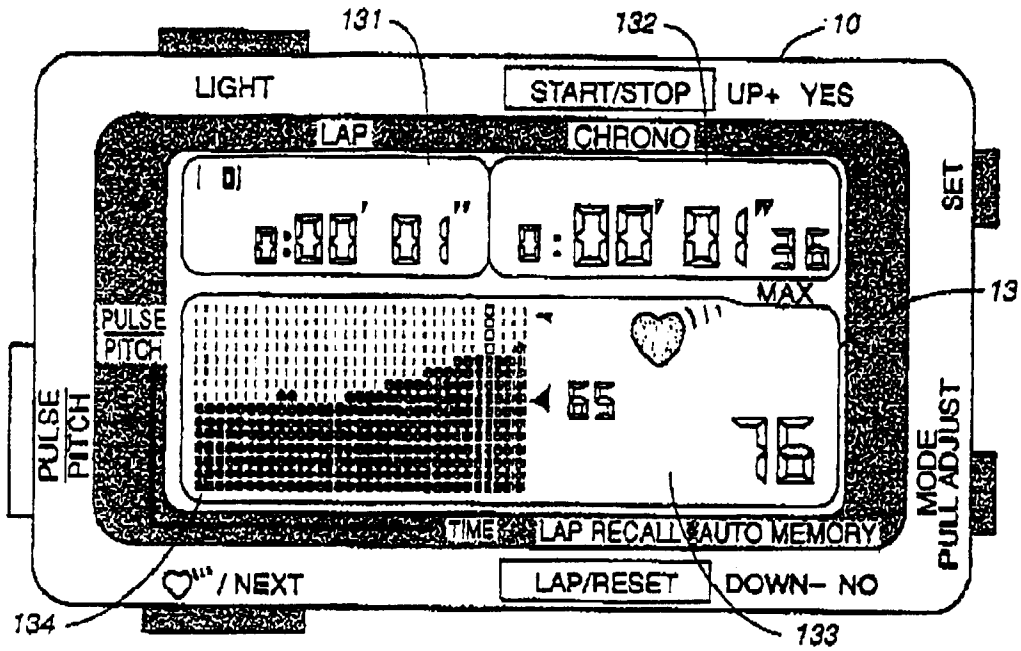 131 132 10
LIGHT START/STOP UP+ YES
LAP CHRONO
SET
[ 0]
0:00' 01" 0:00' 01" 36
MAX
13
PULSE
PITCH
65
76
PULSE
PITCH
MODE
PULL ADJUST
TIME LAP RECALL AUTO MEMORY
/ NEXT LAP/RESET DOWN– NO
134 133